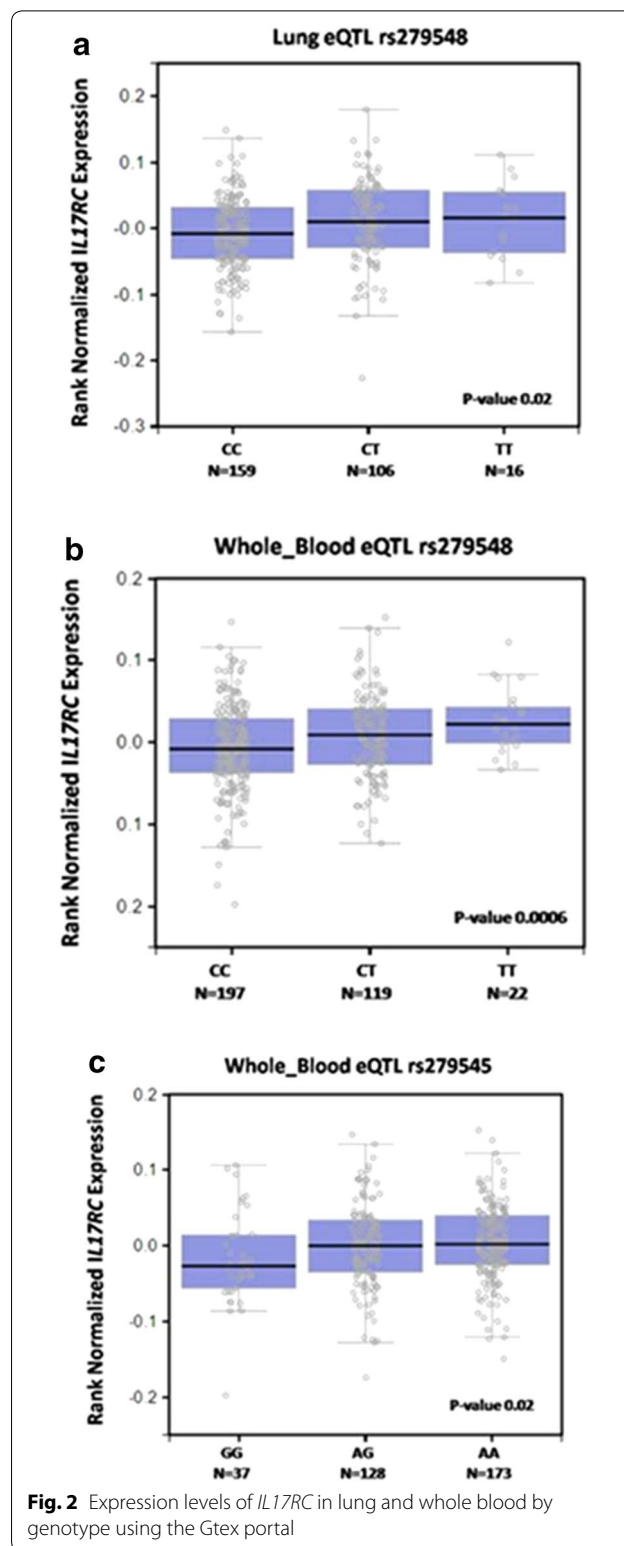 a
Lung eQTL rs279548
Rank Normalized IL17RC Expression
0.2
0.1
-0.0
-0.1
-0.2
-0.3
P-value 0.02
CC CT TT
N=159 N=106 N=16
b
Whole_Blood eQTL rs279548
Rank Normalized IL17RC Expression
0.2
0.1
0.0
0.1
0.2
P-value 0.0006
CC CT TT
N=197 N=119 N=22
c
Whole_Blood eQTL rs279545
Rank Normalized IL17RC Expression
0.2
0.1
0.0
-0.1
-0.2
P-value 0.02
GG AG AA
N=37 N=128 N=173
Fig. 2 Expression levels of IL17RC in lung and whole blood by
genotype using the Gtex portal